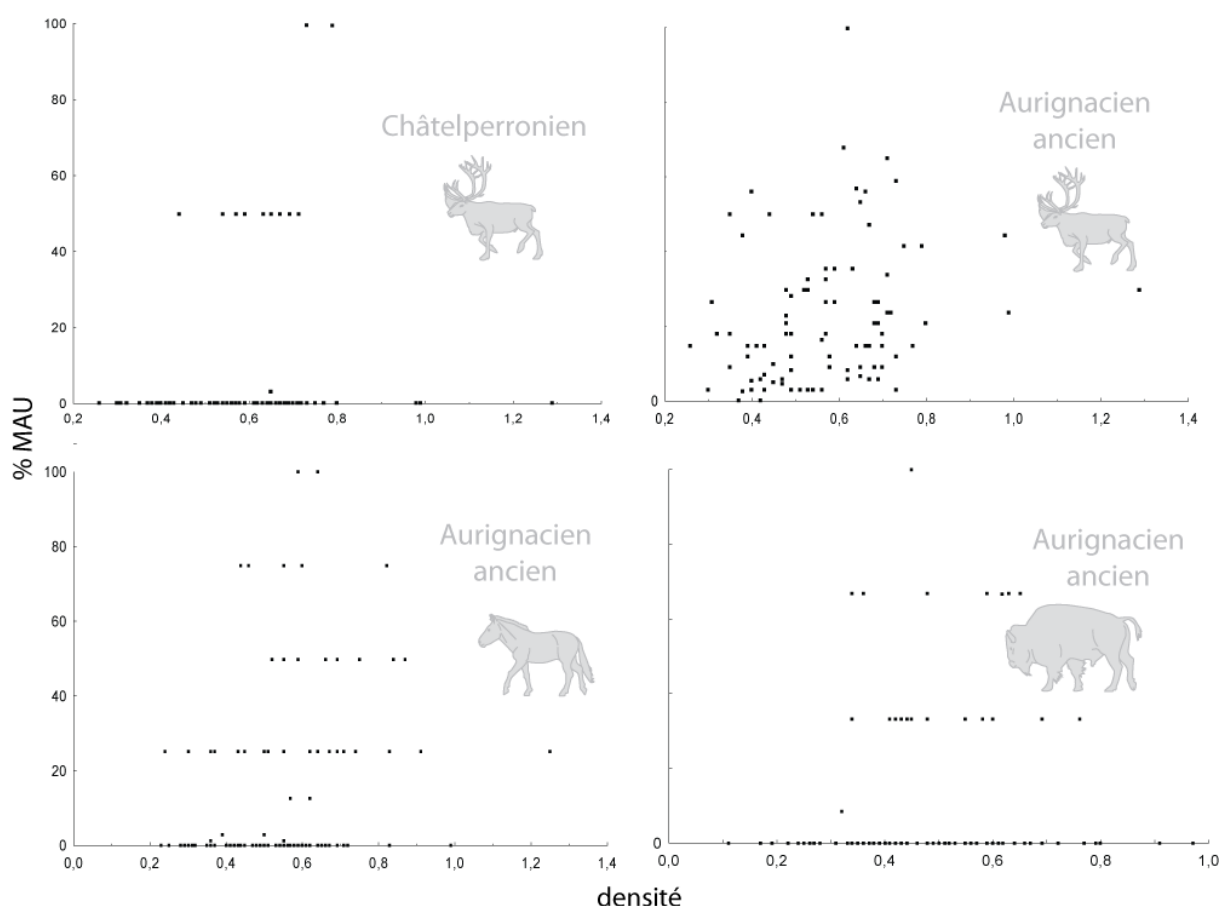 100
80
60
40
20
0
0,2 0,4 0,6 0,8 1,0 1,2 1,4
Châtelperronien
0
0,2 0,4 0,6 0,8 1,0 1,2 1,4
Aurignacien
ancien
% MAU
100
80
60
40
20
0
0,0 0,2 0,4 0,6 0,8 1,0 1,2 1,4
Aurignacien
ancien
0
0,0 0,2 0,4 0,6 0,8 1,0
Aurignacien
ancien
densité